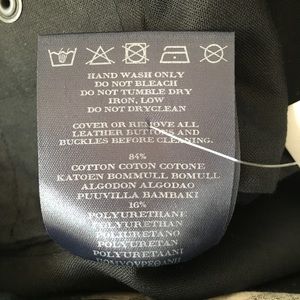 HAND WASH ONLY
DO NOT BLEACH
DO NOT TUMBLE DRY
IRON, LOW
DO NOT DRYCLEAN
COVER OR REMOVE ALL
LEATHER BUTTONS AND
BUCKLES BEFORE CLEANING.
84%
COTTON COTON COTONE
KATOEN BOMMULL BOMULL
ALGODON ALGODAO
PUUVILLA BAMBAKI
16%
POLYURETHANE
POLYURETHAN
POLIURETANO
POLYURETAN
POLYURETAANI